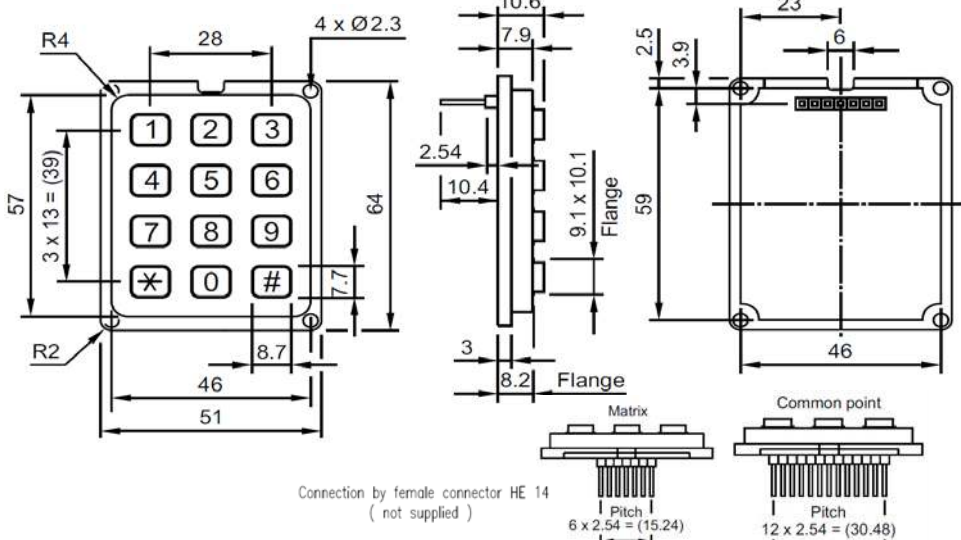 R4
28
4 x Ø2.3
1 2 3
4 5 6
7 8 9
* 0 #
57
3 x 13 = (39)
64
7.7
8.7
R2
46
51
10.6
7.9
2.54
10.4
9.1 x 10.1
Flange
3
8.2 Flange
23
6
2.5
3.9
59
46
Matrix
Common point
Connection by female connector HE 14
( not supplied )
Pitch
6 x 2.54 = (15.24)
Pitch
12 x 2.54 = (30.48)